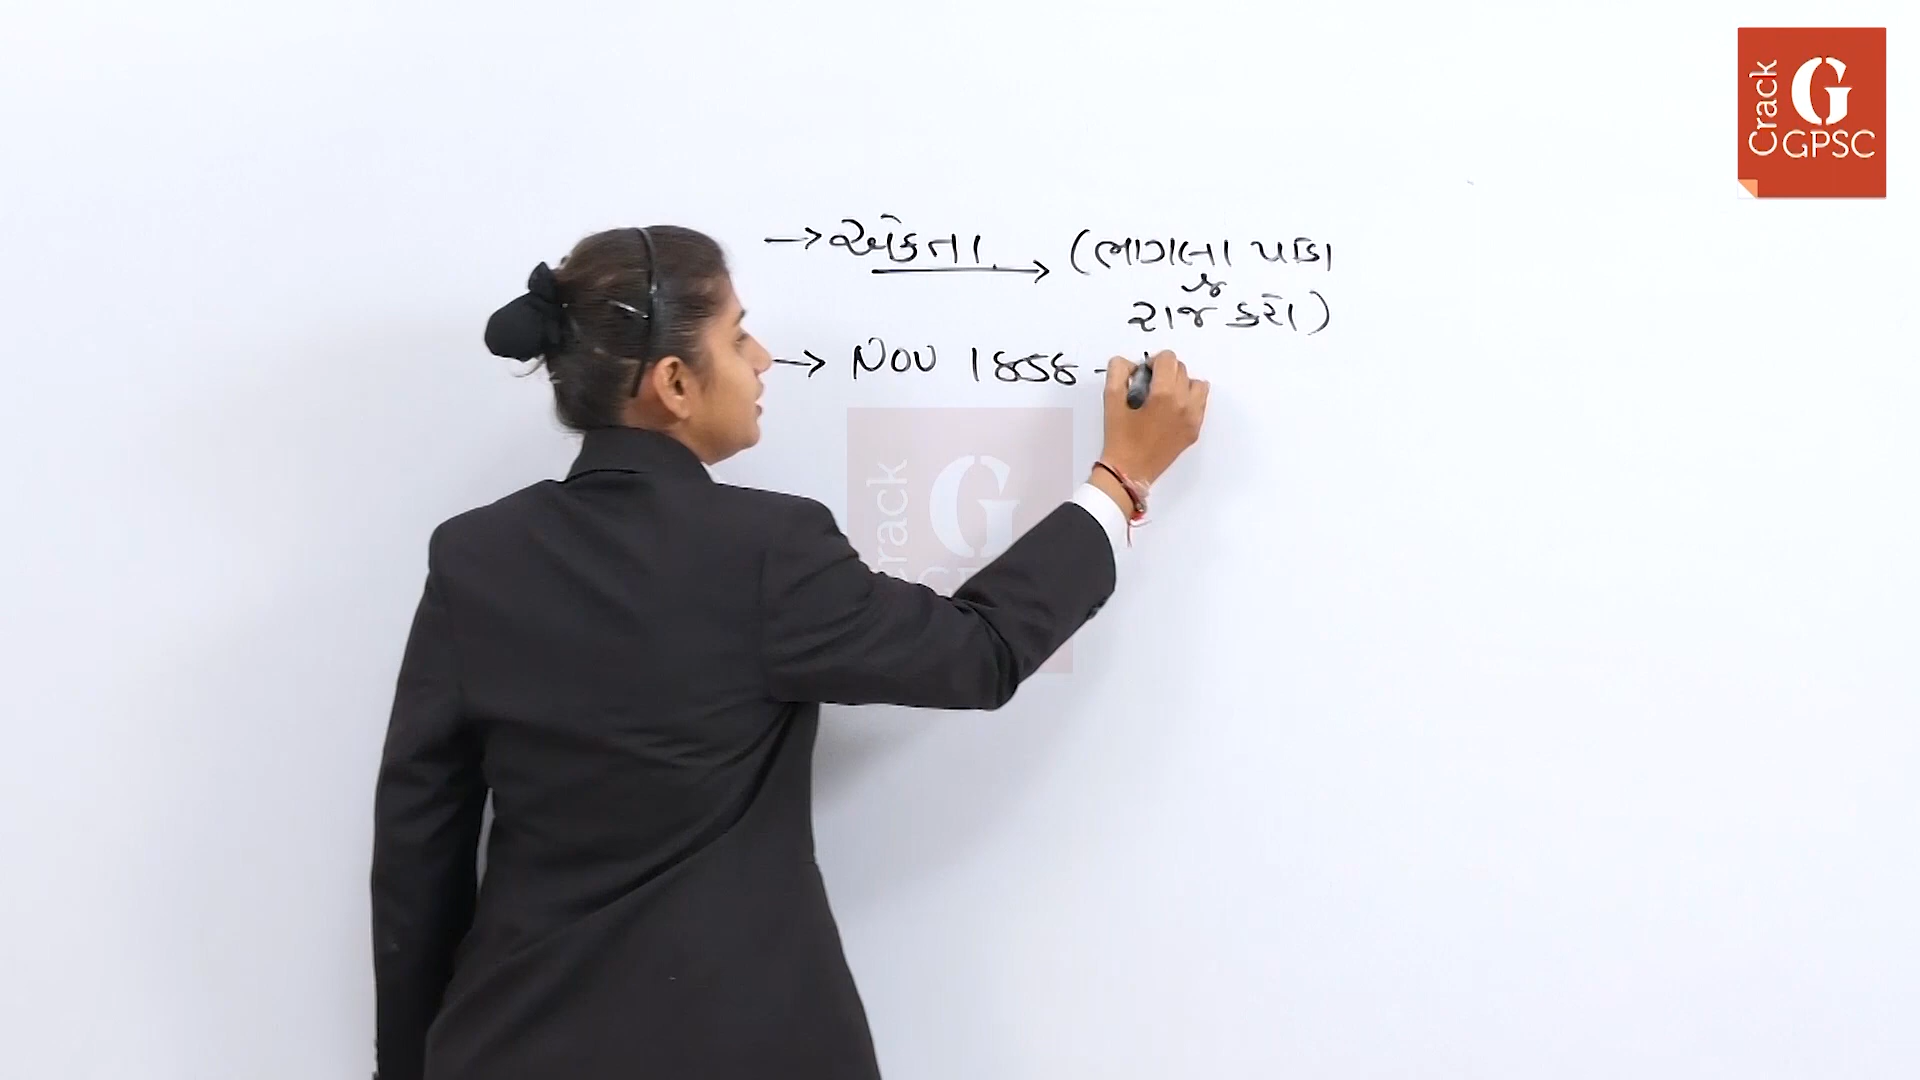 → એકતા → (ભાગલા પાડો
રાજ કરો)
→ Nov 1858 -
Crack
G
GPSC